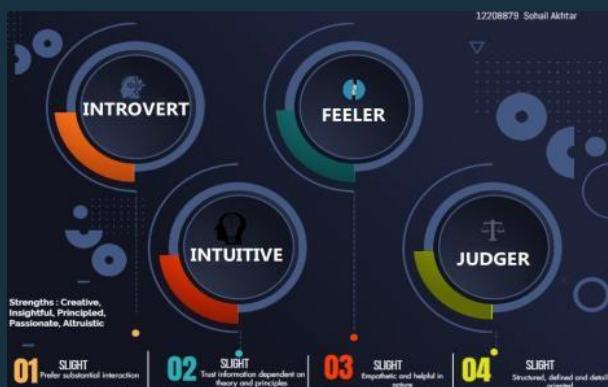 12208879 Sohail Akhtar
INTROVERT
FEELER
INTUITIVE
JUDGER
Strengths : Creative,
Insightful, Principled,
Passionate, Altruistic
01
SLIGHT
Prefer substantial interaction
02
SLIGHT
Trust information dependent on
theory and principles
03
SLIGHT
Empathetic and helpful in
nature
04
SLIGHT
Structured, defined and detail
oriented